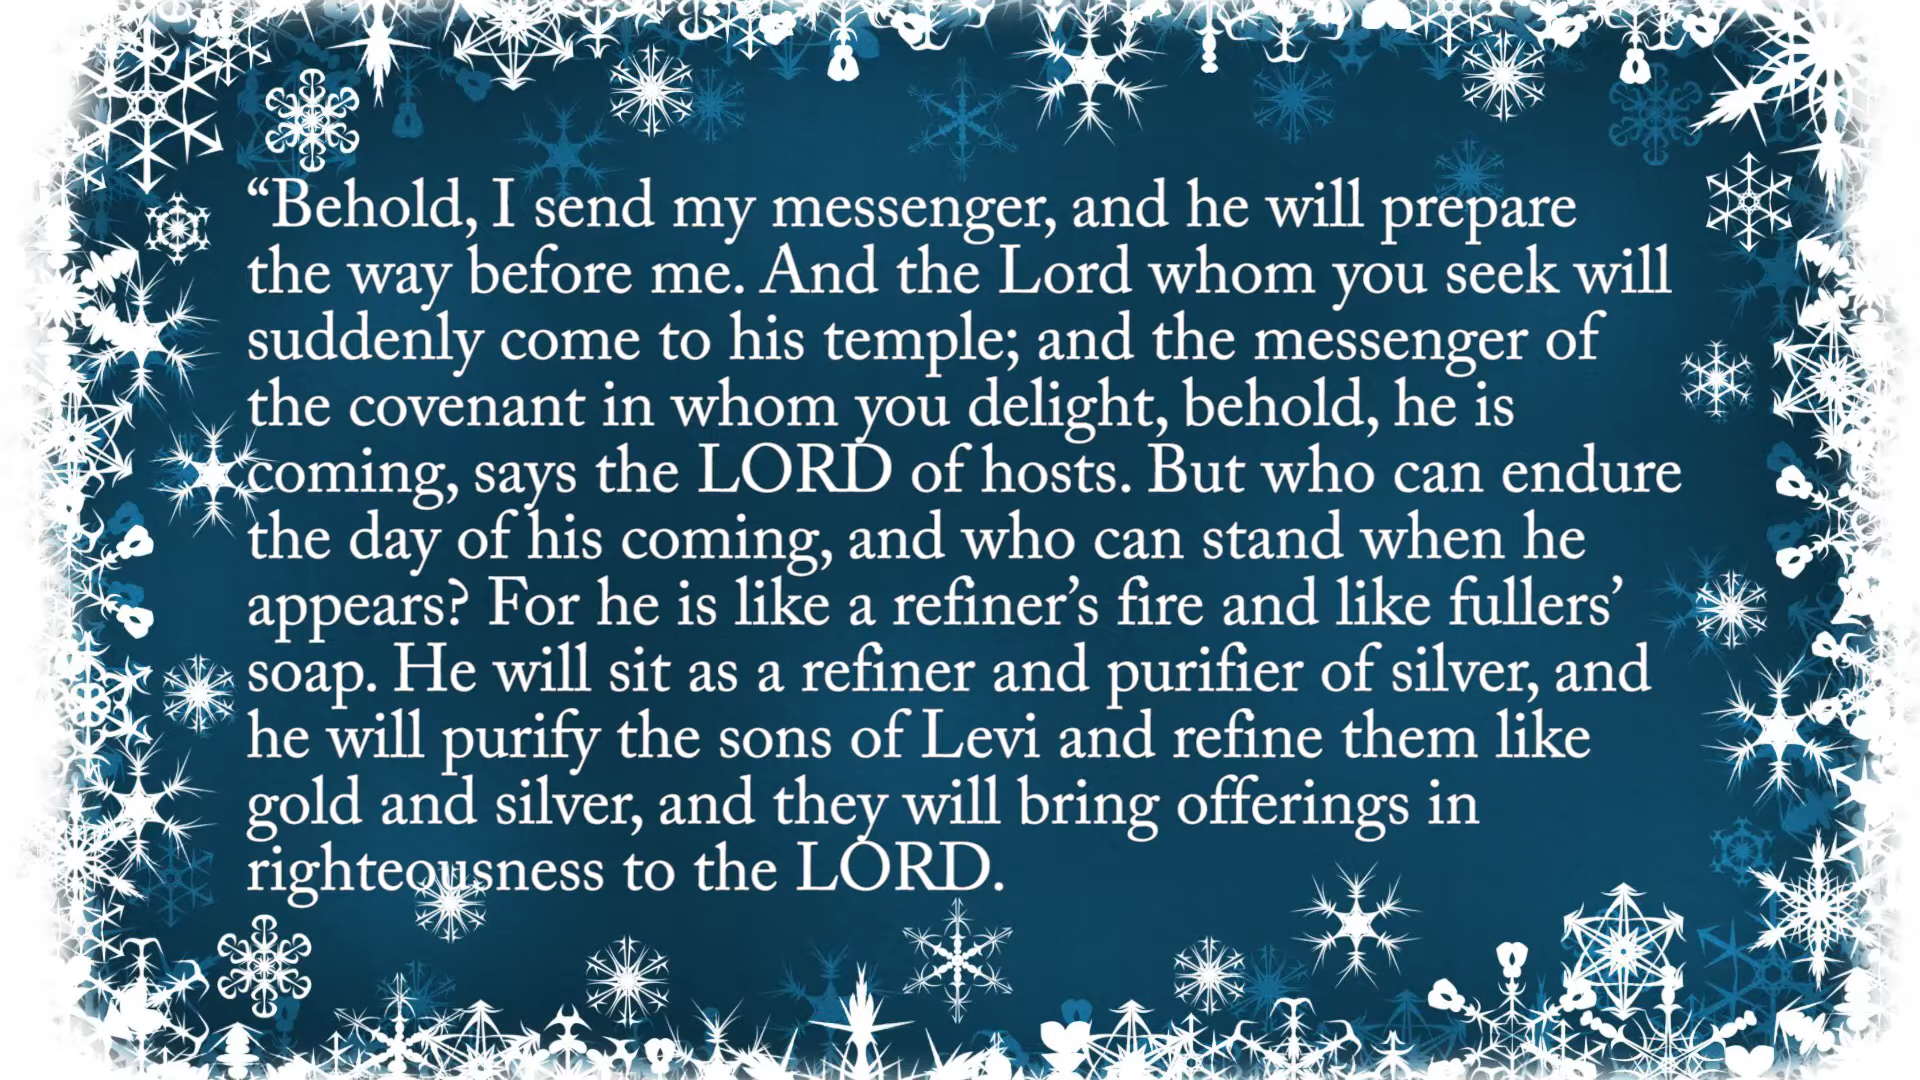 “Behold, I send my messenger, and he will prepare
the way before me. And the Lord whom you seek will
suddenly come to his temple; and the messenger of
the covenant in whom you delight, behold, he is
coming, says the LORD of hosts. But who can endure
the day of his coming, and who can stand when he
appears? For he is like a refiner’s fire and like fullers’
soap. He will sit as a refiner and purifier of silver, and
he will purify the sons of Levi and refine them like
gold and silver, and they will bring offerings in
righteousness to the LORD.